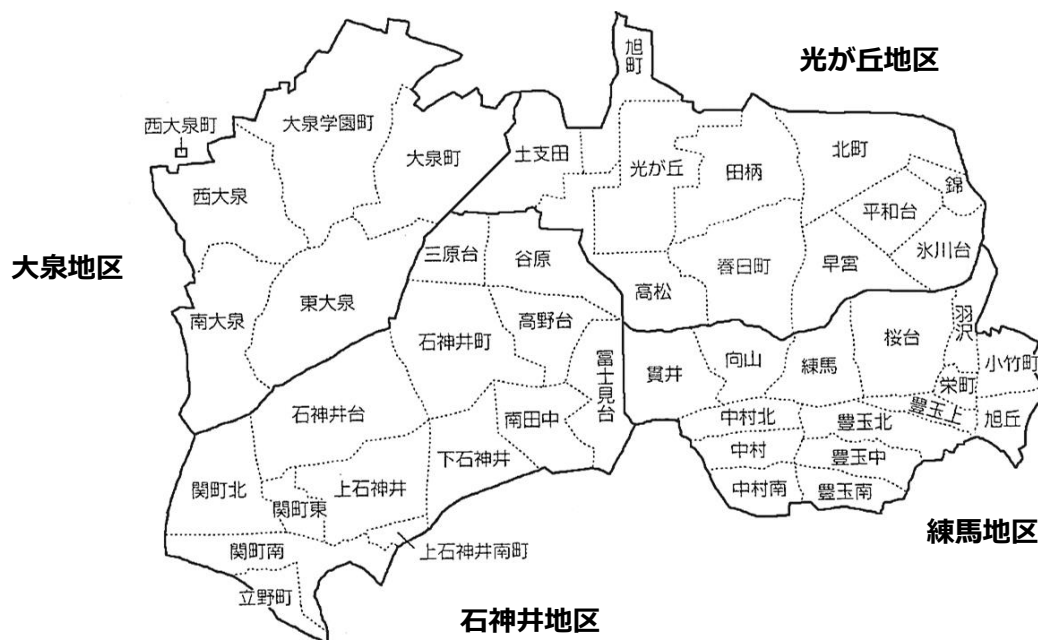 旭町
光が丘地区
西大泉町
大泉学園町
大泉町
土支田
光が丘
田柄
北町
錦
西大泉
平和台
氷川台
大泉地区
三原台
谷原
春日町
早宮
高松
南大泉
東大泉
高野台
石神井町
羽沢
桜台
富士見台
貫井
向山
練馬
小竹町
栄町
石神井台
南田中
中村北
豊玉北
豊玉上
旭丘
下石神井
中村
豊玉中
関町北
上石神井
中村南
豊玉南
関町東
練馬地区
関町南
上石神井南町
立野町
石神井地区